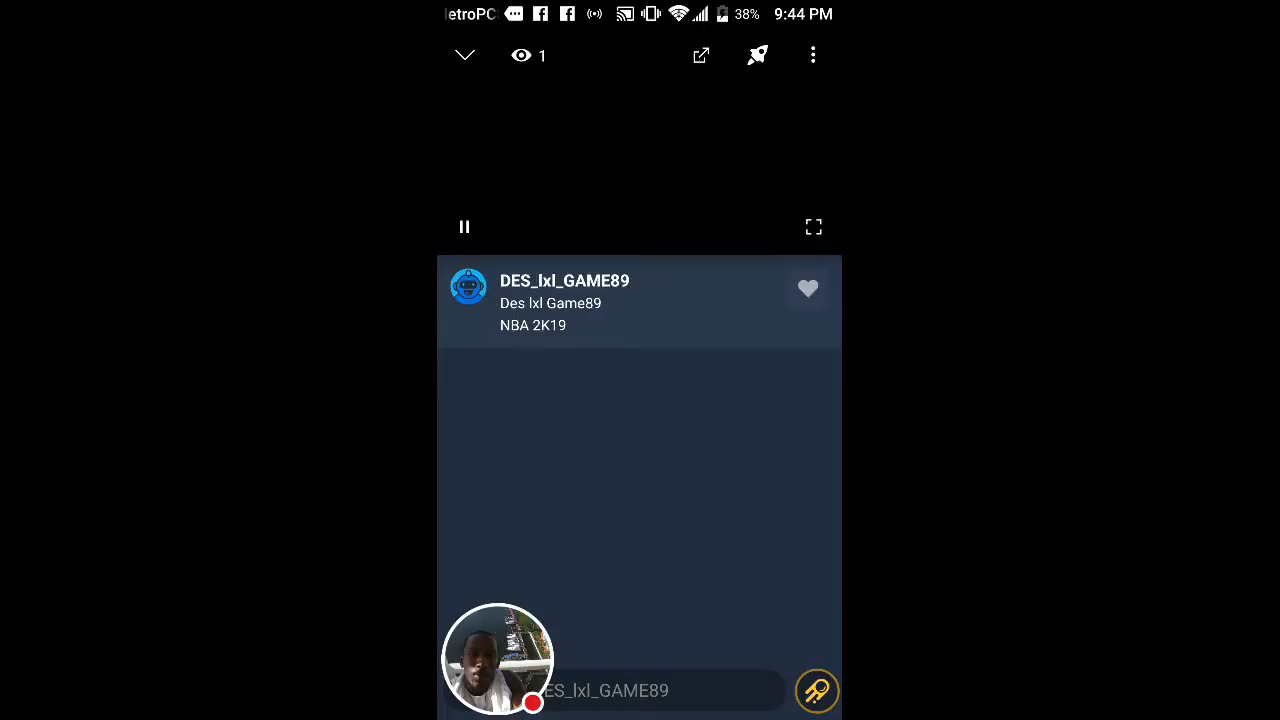 etroPC 38% 9:44 PM
1
DES_lxl_GAME89
Des lxl Game89
NBA 2K19
ES_lxl_GAME89